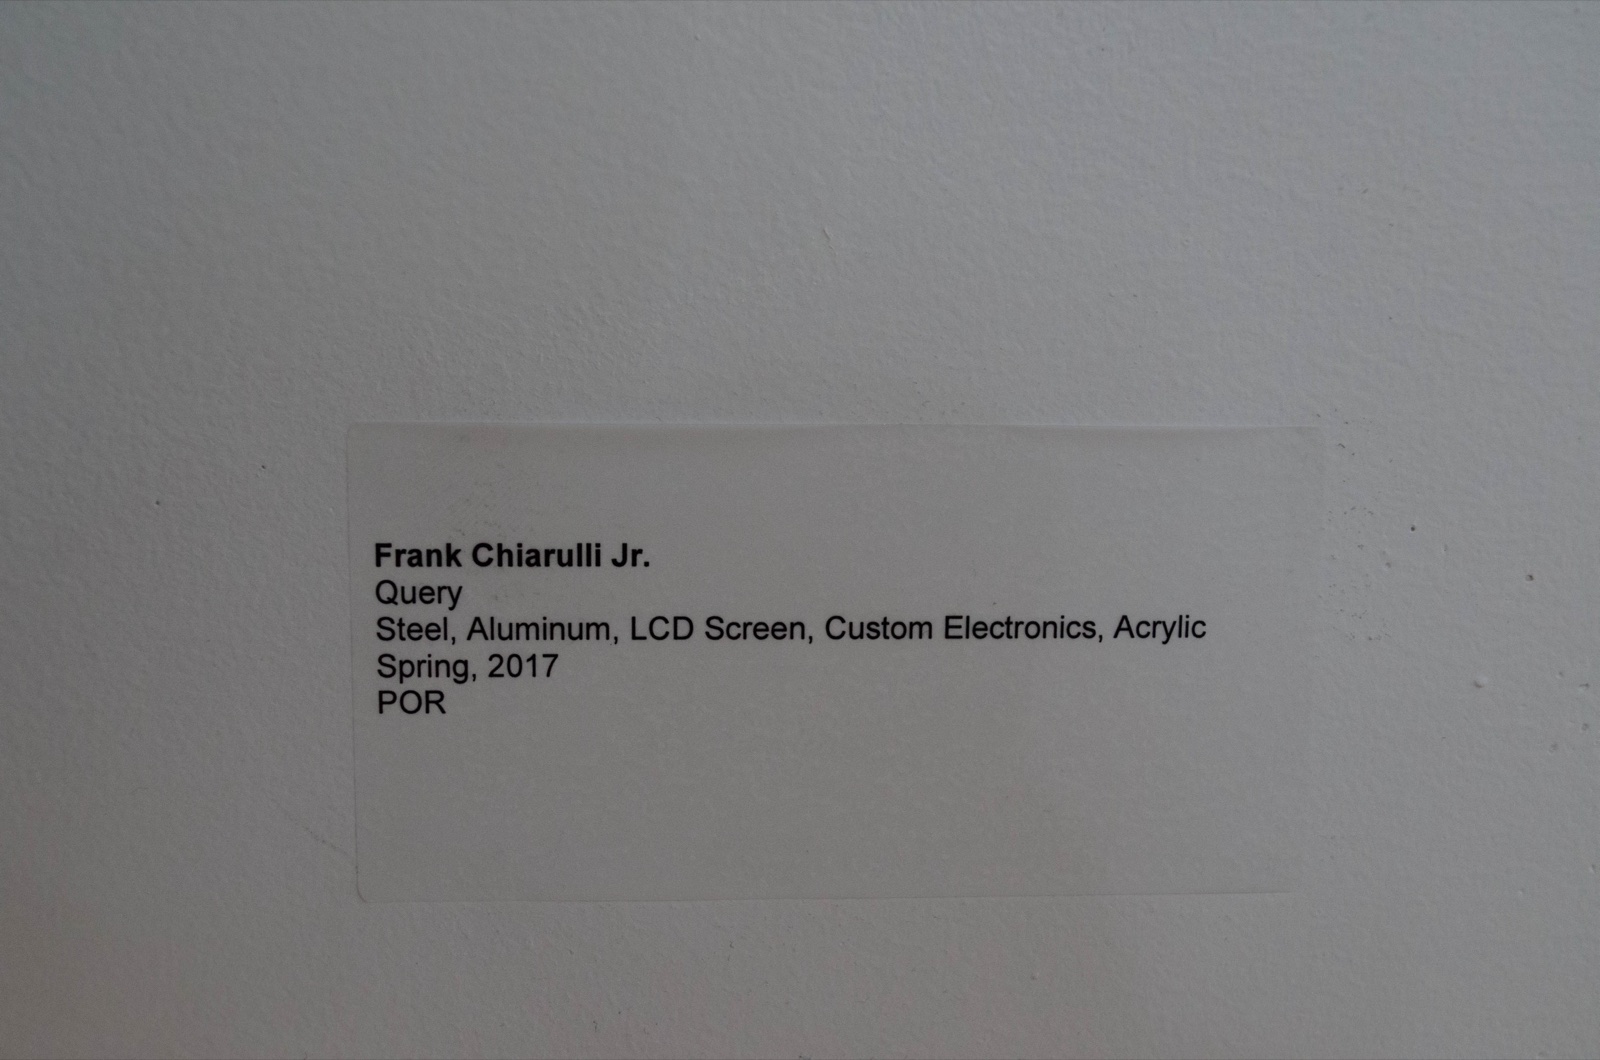 Frank Chiarulli Jr.
Query
Steel, Aluminum, LCD Screen, Custom Electronics, Acrylic
Spring, 2017
POR